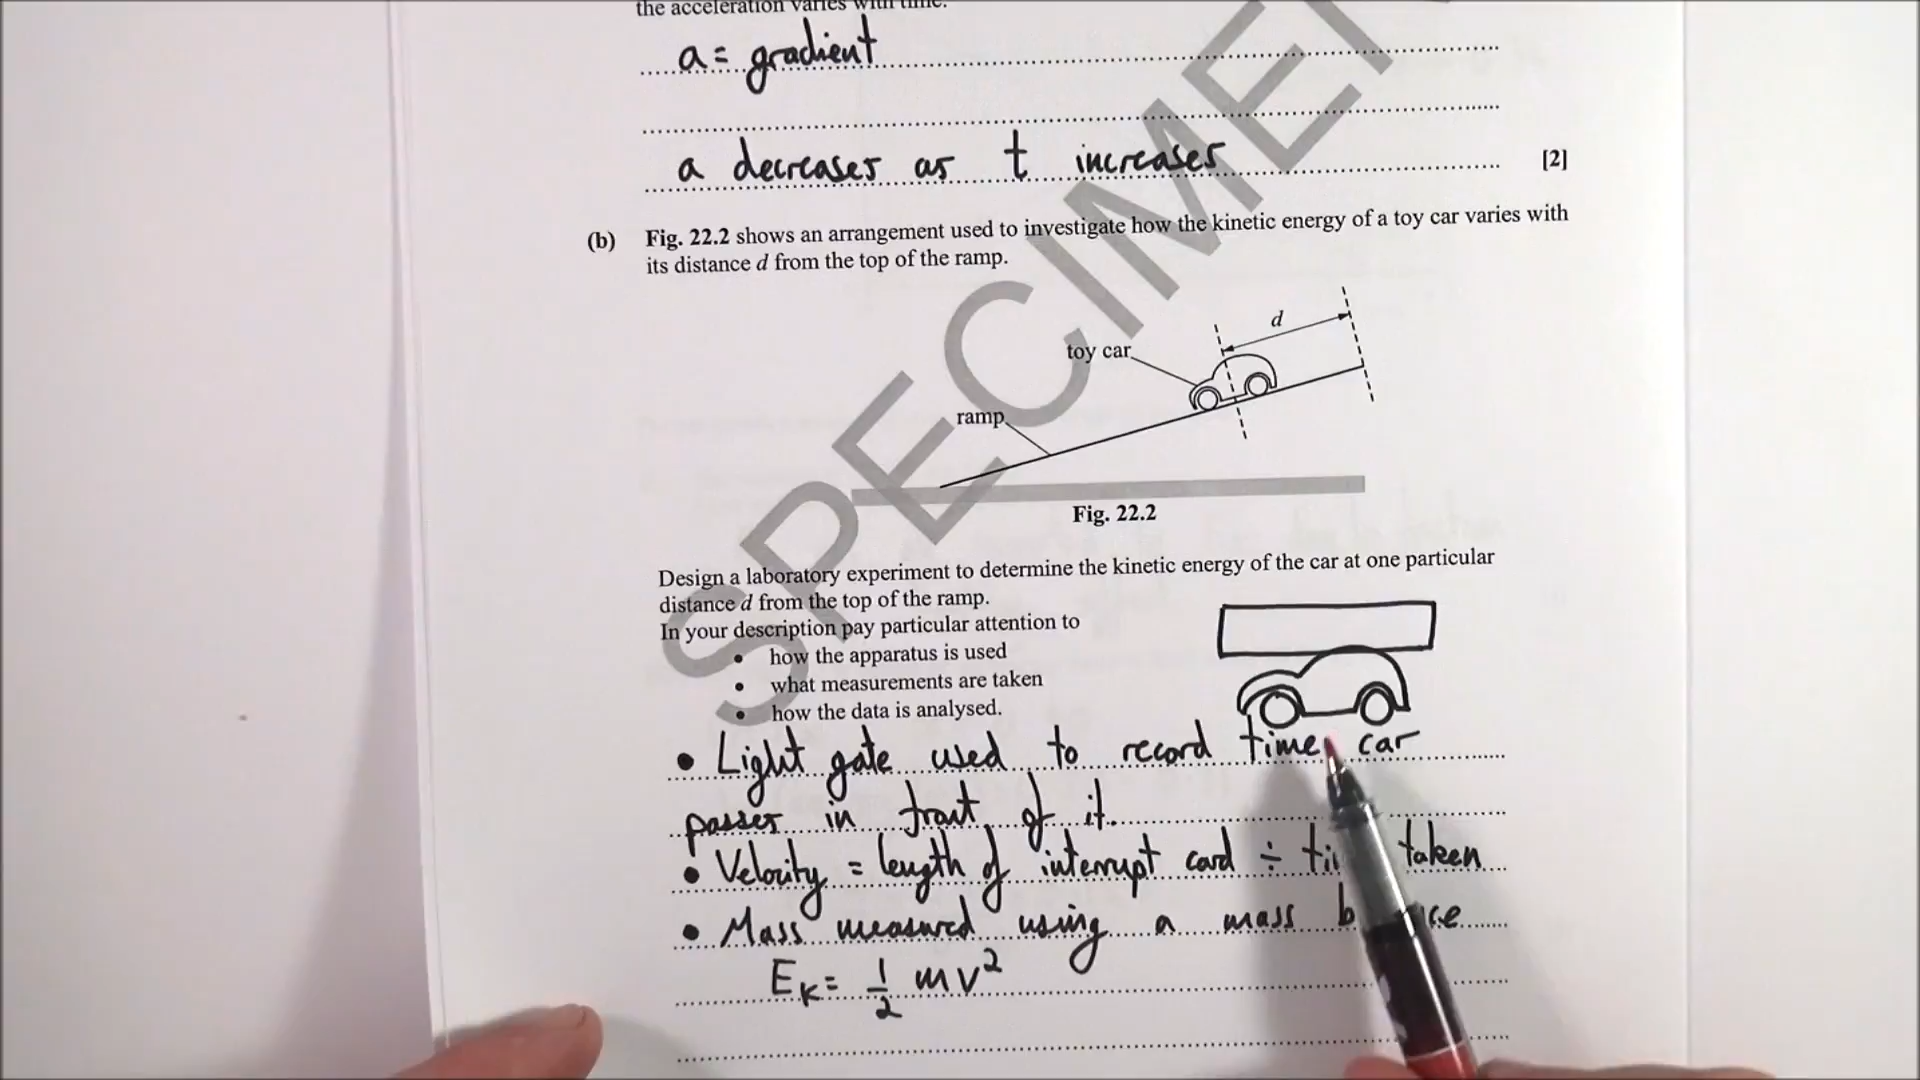 the acceleration varies with time.
a = gradient
a decreases as t increases [2]
(b) Fig. 22.2 shows an arrangement used to investigate how the kinetic energy of a toy car varies with
its distance d from the top of the ramp.
d
toy car
ramp
Fig. 22.2
Design a laboratory experiment to determine the kinetic energy of the car at one particular
distance d from the top of the ramp.
In your description pay particular attention to
• how the apparatus is used
• what measurements are taken
• how the data is analysed.
• Light gate used to record time car
passes in front of it.
• Velocity = length of interrupt card ÷ taken
• Mass measured using a mass
E_K = 1/2 mv²
SPECIMEN